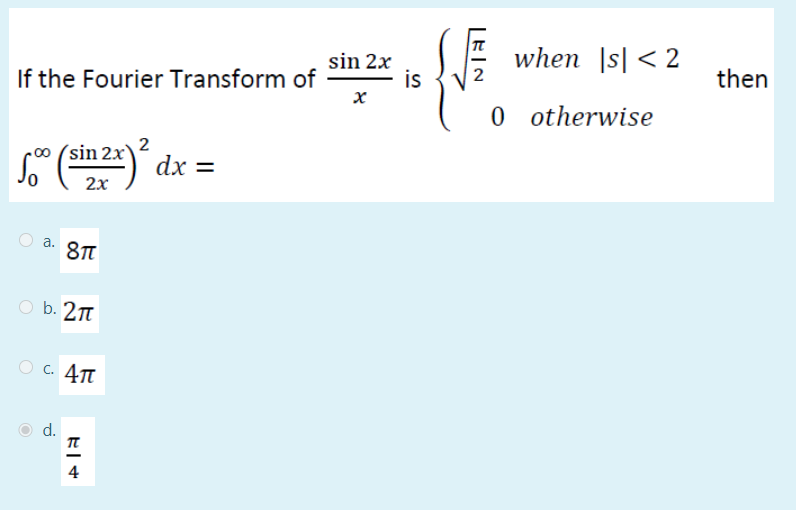 If the Fourier Transform of sin 2x / x is { √(π/2) when |s| < 2
0 otherwise then
∫₀^∞ (sin 2x / 2x)² dx =
a. 8π
b. 2π
c. 4π
d. π/4